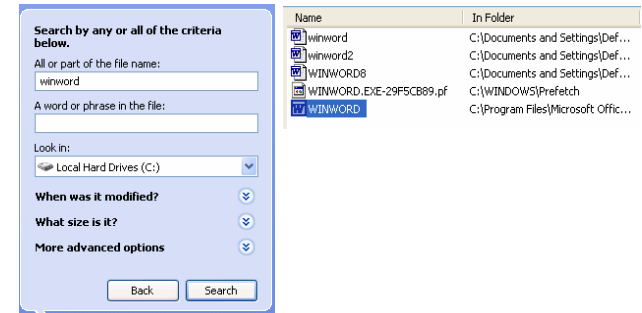 Search by any or all of the criteria
below.
All or part of the file name:
winword
A word or phrase in the file:
Look in:
Local Hard Drives (C:)
When was it modified?
What size is it?
More advanced options
Back Search
Name In Folder
winword C:\Documents and Settings\Def...
winword2 C:\Documents and Settings\Def...
WINWORD8 C:\Documents and Settings\Def...
WINWORD.EXE-29F5CB89.pf C:\WINDOWS\Prefetch
WINWORD C:\Program Files\Microsoft Offic...